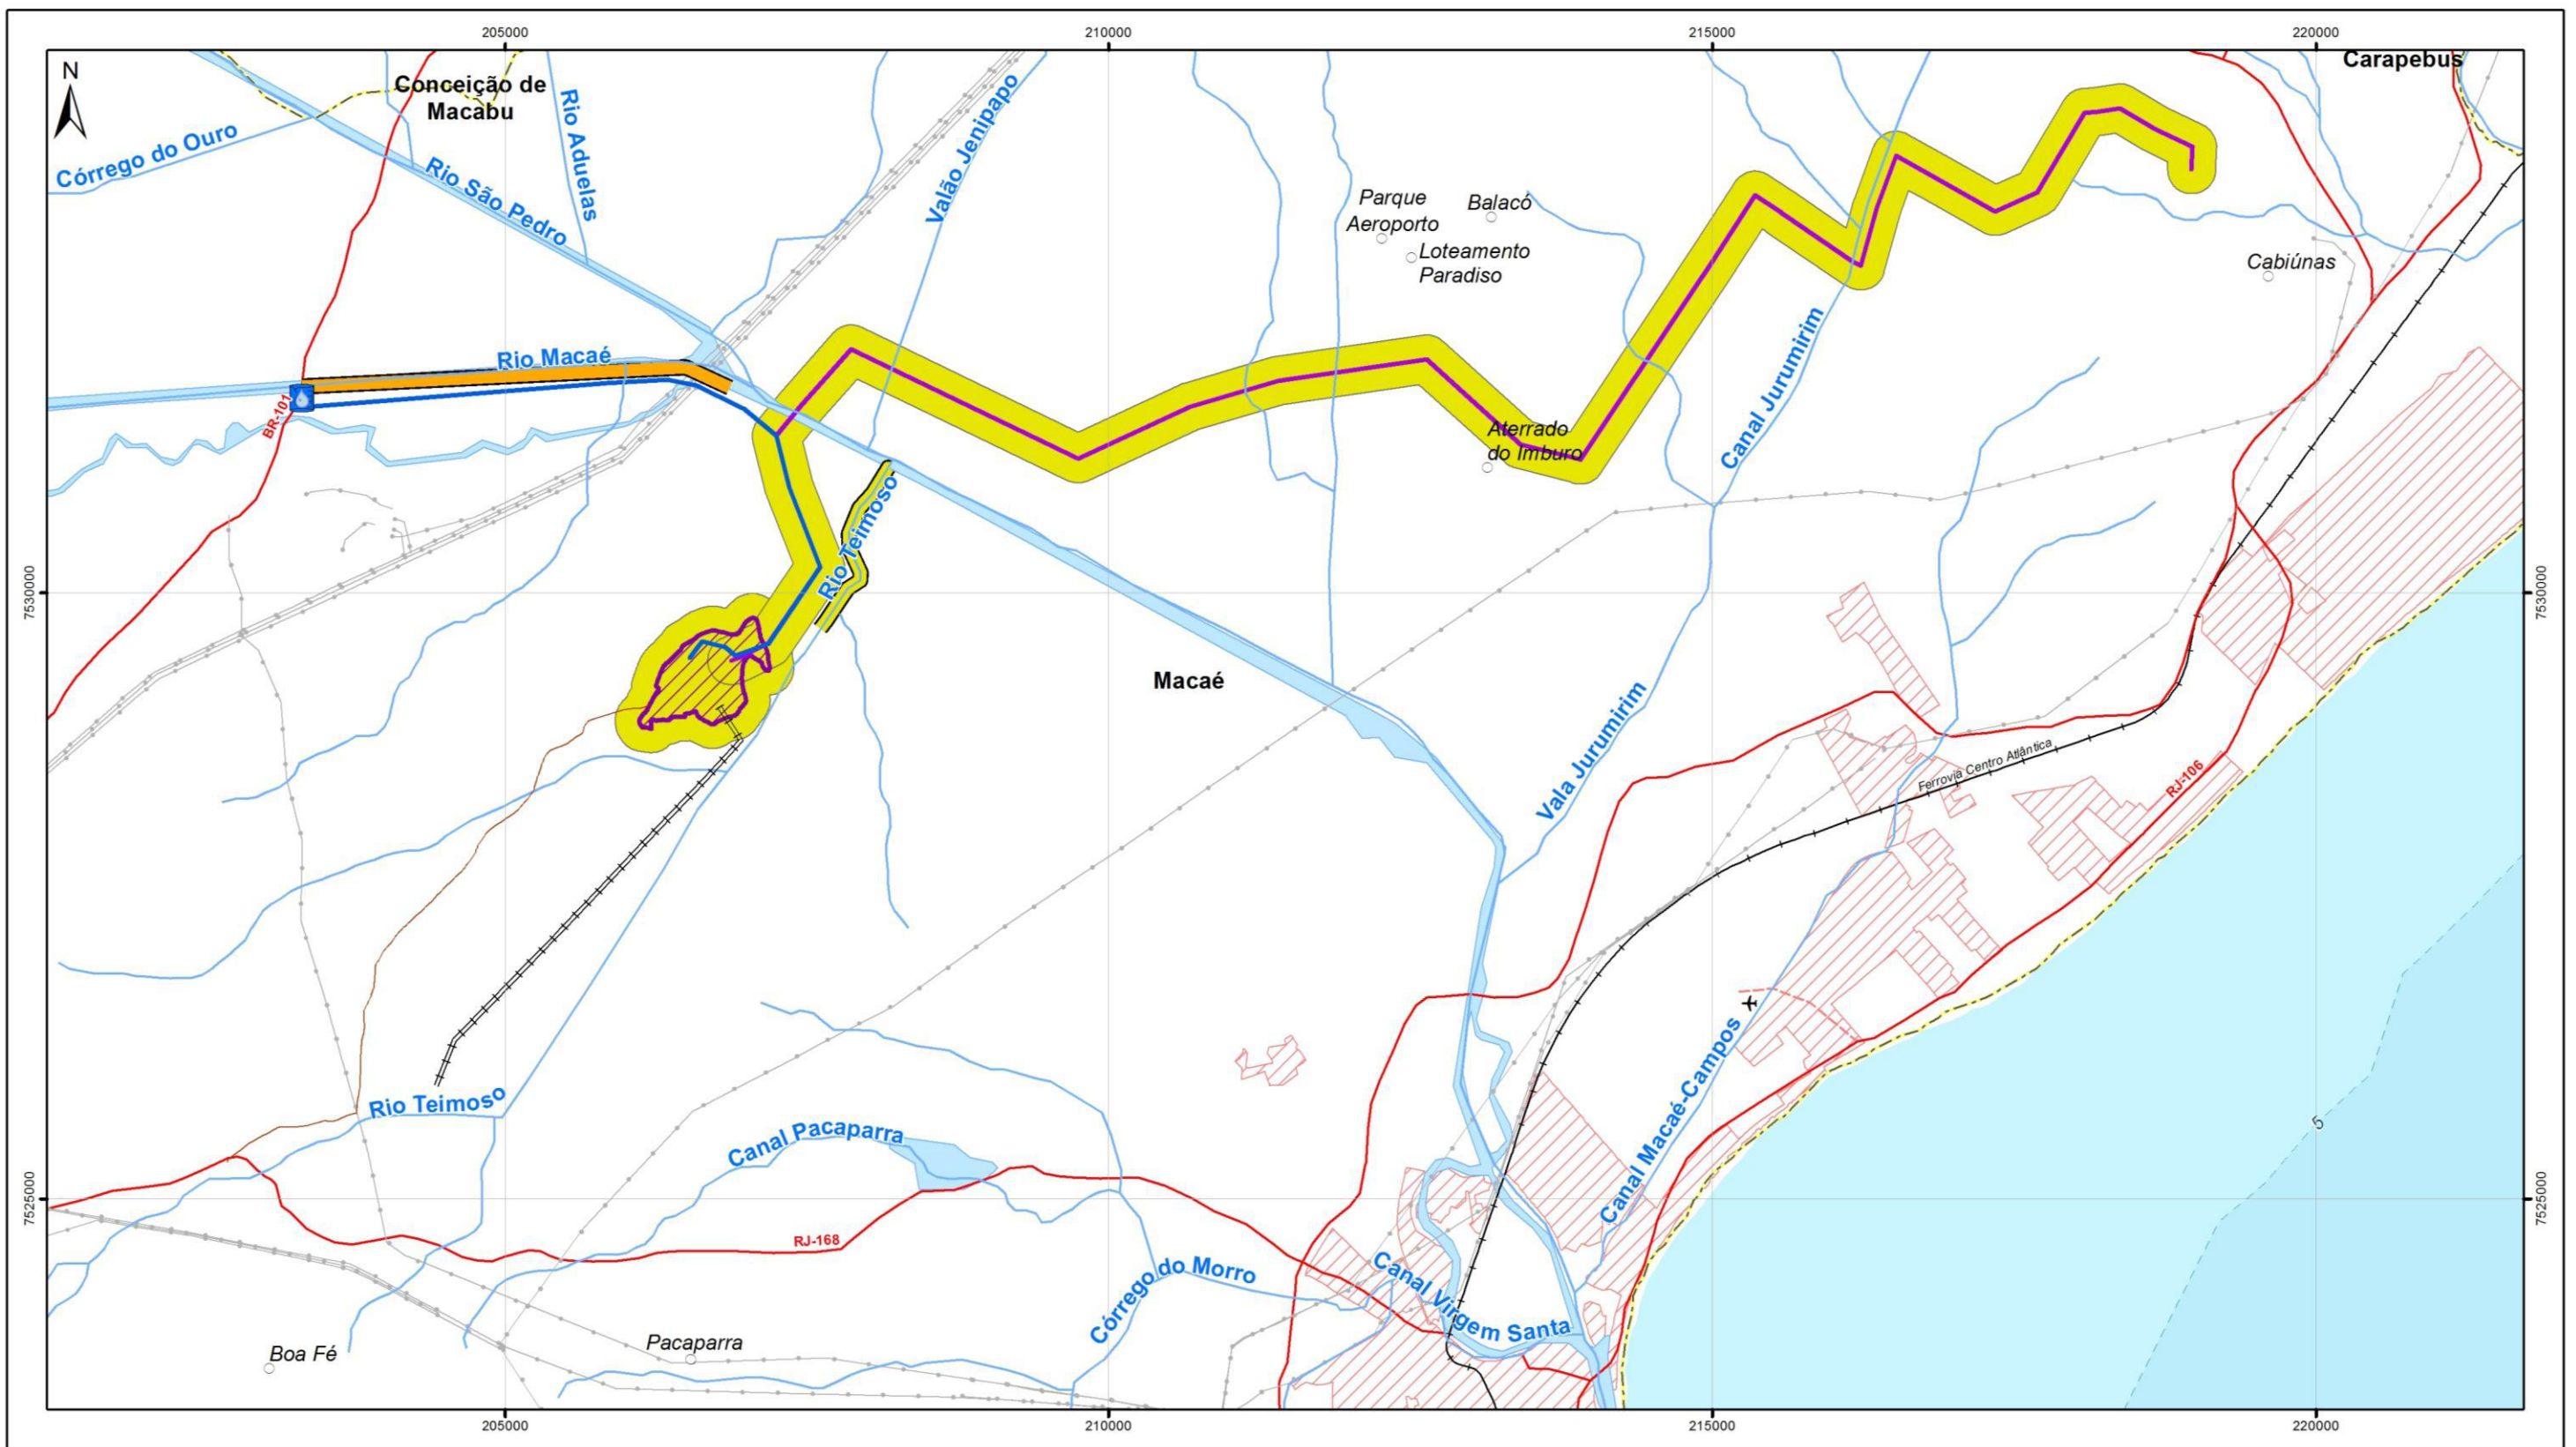 205000
210000
215000
220000
N
Conceição de
Macabu
Carapebus
Córrego do Ouro
Rio Aduelas
Rio São Pedro
Valão Jenipapo
Parque
Aeroporto
Balacó
Loteamento
Paradiso
Cabiúnas
Rio Macaé
BR-101
Canal Jurumirim
Aterrado
do Imburo
Rio Teimoso
7530000
7530000
Macaé
Vala Jurumirim
Ferrovia Centro Atlântica
RJ-106
Canal Macaé-Campos
Rio Teimoso
Canal Pacaparra
5
7525000
7525000
RJ-168
Córrego do Morro
Canal Virgem Santa
Pacaparra
Boa Fé
205000
210000
215000
220000